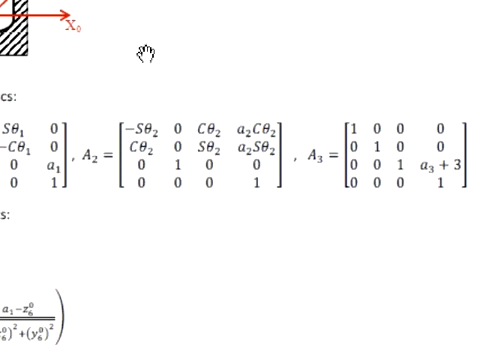 X₀
cs:
Sθ₁ 0
−Cθ₁ 0
0 a₁
0 1
, A₂ =
−Sθ₂ 0 Cθ₂ a₂Cθ₂
Cθ₂ 0 Sθ₂ a₂Sθ₂
0 1 0 0
0 0 0 1
, A₃ =
1 0 0 0
0 1 0 0
0 0 1 a₃ + 3
0 0 0 1
s:
a₁−z₆⁰
₆⁰)²+(y₆⁰)²